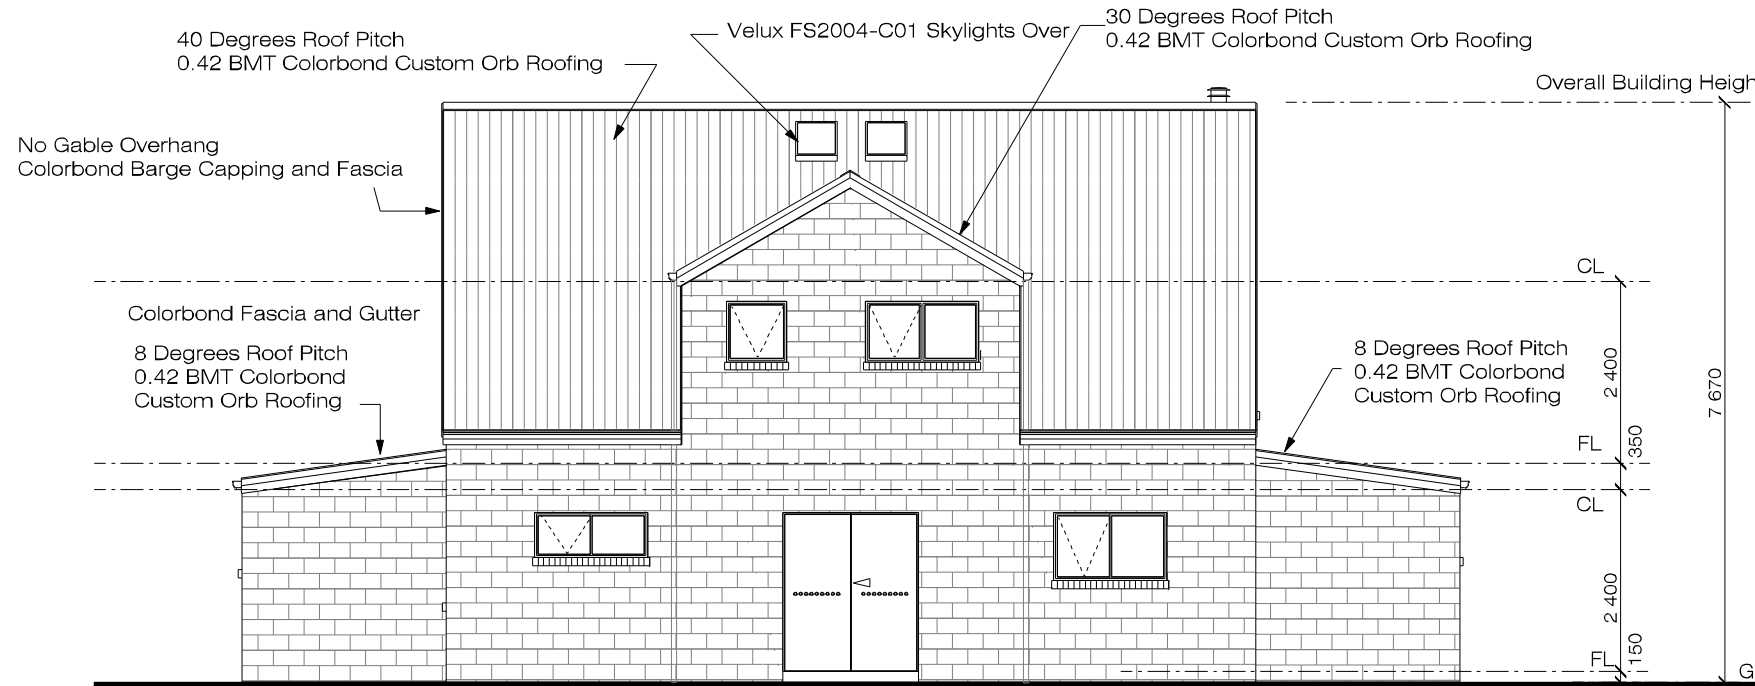 40 Degrees Roof Pitch
0.42 BMT Colorbond Custom Orb Roofing
Velux FS2004-C01 Skylights Over
30 Degrees Roof Pitch
0.42 BMT Colorbond Custom Orb Roofing
Overall Building Heigh
No Gable Overhang
Colorbond Barge Capping and Fascia
CL
Colorbond Fascia and Gutter
8 Degrees Roof Pitch
0.42 BMT Colorbond
Custom Orb Roofing
8 Degrees Roof Pitch
0.42 BMT Colorbond
Custom Orb Roofing
2 400
7 670
FL
350
CL
2 400
FL
150
G